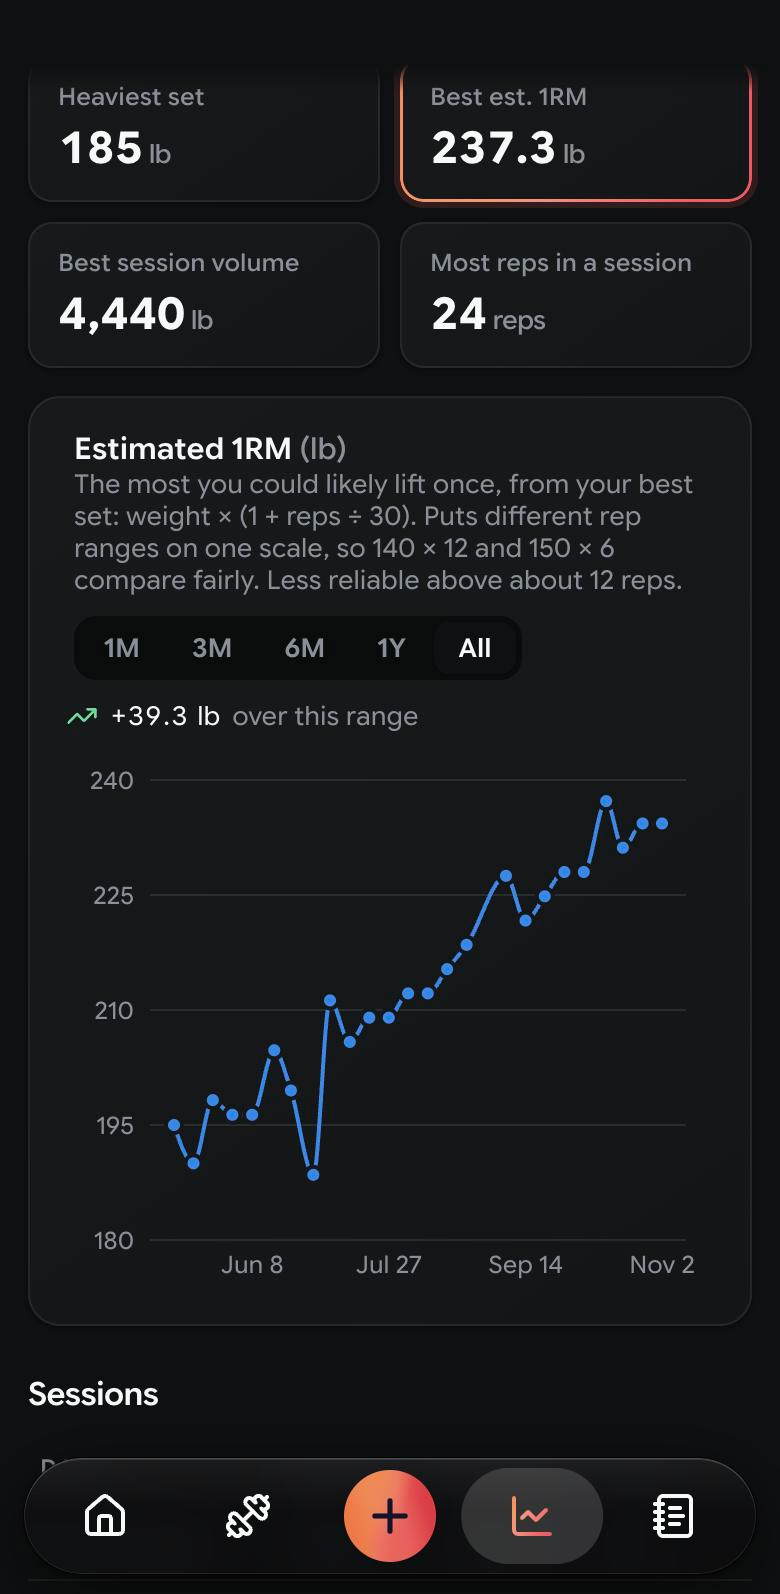 Heaviest set
185 lb
Best est. 1RM
237.3 lb
Best session volume
4,440 lb
Most reps in a session
24 reps
Estimated 1RM (lb)
The most you could likely lift once, from your best
set: weight × (1 + reps ÷ 30). Puts different rep
ranges on one scale, so 140 × 12 and 150 × 6
compare fairly. Less reliable above about 12 reps.
1M 3M 6M 1Y All
+39.3 lb over this range
240
225
210
195
180
Jun 8 Jul 27 Sep 14 Nov 2
Sessions